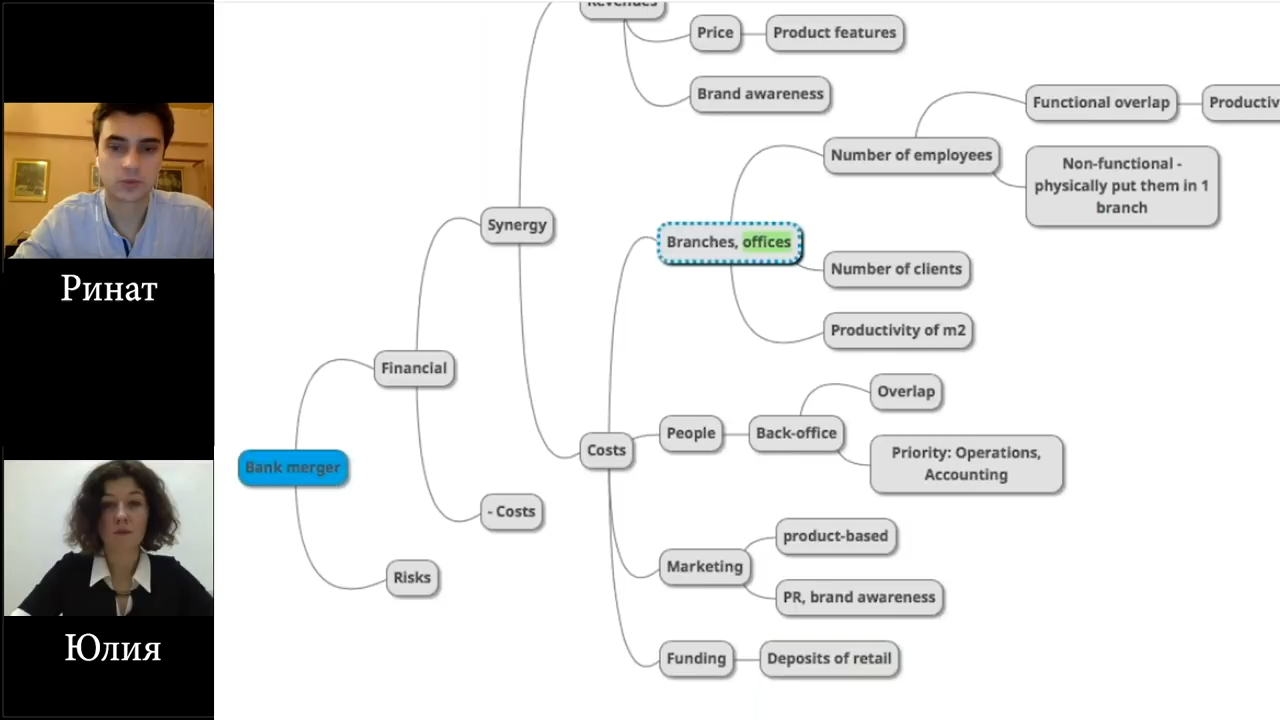 Revenues
Price
Product features
Brand awareness
Functional overlap
Productiv
Number of employees
Non-functional -
physically put them in 1
branch
Synergy
Branches, offices
Number of clients
Productivity of m2
Financial
Overlap
People
Back-office
Costs
Priority: Operations,
Accounting
Bank merger
- Costs
product-based
Marketing
Risks
PR, brand awareness
Funding
Deposits of retail
Ринат
Юлия